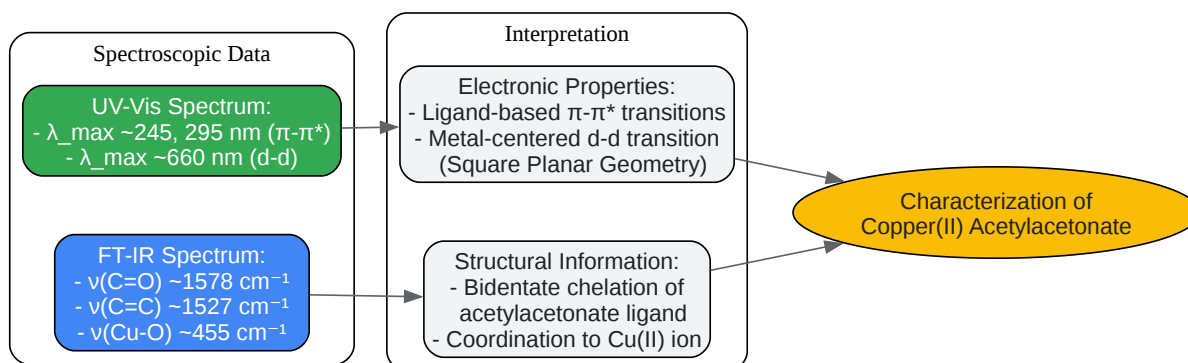 Spectroscopic Data
UV-Vis Spectrum:
- λ_max ~245, 295 nm (π-π*)
- λ_max ~660 nm (d-d)
FT-IR Spectrum:
- ν(C=O) ~1578 cm⁻¹
- ν(C=C) ~1527 cm⁻¹
- ν(Cu-O) ~455 cm⁻¹
Interpretation
Electronic Properties:
- Ligand-based π-π* transitions
- Metal-centered d-d transition
(Square Planar Geometry)
Structural Information:
- Bidentate chelation of
acetylacetonate ligand
- Coordination to Cu(II) ion
Characterization of
Copper(II) Acetylacetonate